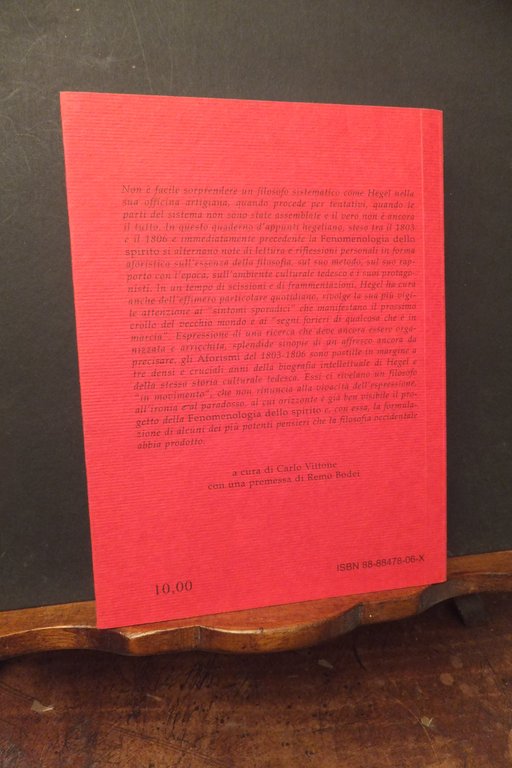 Non è facile sorprendere un filosofo sistematico come Hegel nella
sua officina artigiana, quando procede per tentativi, quando le
parti del sistema non sono state assemblate e il vero non è ancora
il tutto. In questo quaderno d'appunti hegeliano, steso tra il 1803
e il 1806 e immediatamente precedente la Fenomenologia dello
spirito si alternano note di lettura e riflessioni personali in forma
aforistica sull'essenza della filosofia, sul suo metodo, sul suo rap-
porto con l'epoca, sull'ambiente culturale tedesco e i suoi protago-
nisti. In un tempo di scissioni e di frammentazioni, Hegel ha cura
anche dell'effimero particolare quotidiano, rivolge la sua più vigi-
le attenzione ai "sintomi sporadici" che manifestano il prossimo
crollo del vecchio mondo e ai "segni forieri di qualcosa che è in
marcia". Espressione di una ricerca che deve ancora essere orga-
nizzata e arricchita, splendide sinopie di un affresco ancora da
precisare, gli Aforismi del 1803-1806 sono postille in margine a
tre densi e cruciali anni della biografia intellettuale di Hegel e
della stessa storia culturale tedesca. Essi ci rivelano un filosofo
"in movimento", che non rinuncia alla vivacità dell'espressione,
all'ironia e al paradosso, al cui orizzonte è già ben visibile il pro-
getto della Fenomenologia dello spirito e, con essa, la formula-
zione di alcuni dei più potenti pensieri che la filosofia occidentale
abbia prodotto.
a cura di Carlo Vittone
con una premessa di Remo Bodei
ISBN 88-88478-06-X
10,00